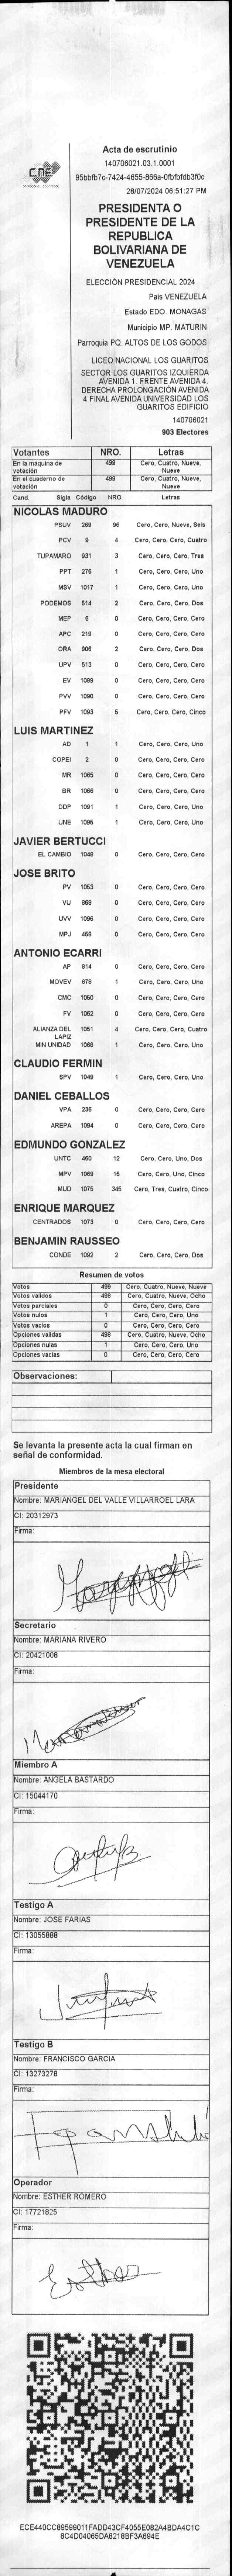 CNE
Acta de escrutinio
140706021.03.1.0001
95bbfb7c-7424-4655-866a-0fbfbfdb3f0c
28/07/2024 06:51:27 PM
PRESIDENTA O
PRESIDENTE DE LA
REPUBLICA
BOLIVARIANA DE
VENEZUELA
ELECCIÓN PRESIDENCIAL 2024
Pais VENEZUELA
Estado EDO. MONAGAS
Municipio MP. MATURIN
Parroquia PQ. ALTOS DE LOS GODOS
LICEO NACIONAL LOS GUARITOS
SECTOR LOS GUARITOS IZQUIERDA
AVENIDA 1. FRENTE AVENIDA 4.
DERECHA PROLONGACIÓN AVENIDA
4 FINAL AVENIDA UNIVERSIDAD LOS
GUARITOS EDIFICIO
140706021
903 Electores
Votantes NRO. Letras
En la máquina de votación 499 Cero, Cuatro, Nueve, Nueve
En el cuaderno de votación 499 Cero, Cuatro, Nueve, Nueve
Cand. Sigla Código NRO. Letras
NICOLAS MADURO
PSUV 269 96 Cero, Cero, Nueve, Seis
PCV 9 4 Cero, Cero, Cero, Cuatro
TUPAMARO 931 3 Cero, Cero, Cero, Tres
PPT 276 1 Cero, Cero, Cero, Uno
MSV 1017 1 Cero, Cero, Cero, Uno
PODEMOS 514 2 Cero, Cero, Cero, Dos
MEP 6 0 Cero, Cero, Cero, Cero
APC 219 0 Cero, Cero, Cero, Cero
ORA 906 2 Cero, Cero, Cero, Dos
UPV 513 0 Cero, Cero, Cero, Cero
EV 1089 0 Cero, Cero, Cero, Cero
PVV 1090 0 Cero, Cero, Cero, Cero
PFV 1093 5 Cero, Cero, Cero, Cinco
LUIS MARTINEZ
AD 1 1 Cero, Cero, Cero, Uno
COPEI 2 0 Cero, Cero, Cero, Cero
MR 1065 0 Cero, Cero, Cero, Cero
BR 1066 0 Cero, Cero, Cero, Cero
DDP 1091 1 Cero, Cero, Cero, Uno
UNE 1095 1 Cero, Cero, Cero, Uno
JAVIER BERTUCCI
EL CAMBIO 1048 0 Cero, Cero, Cero, Cero
JOSE BRITO
PV 1053 0 Cero, Cero, Cero, Cero
VU 868 0 Cero, Cero, Cero, Cero
UVV 1096 0 Cero, Cero, Cero, Cero
MPJ 458 0 Cero, Cero, Cero, Cero
ANTONIO ECARRI
AP 814 0 Cero, Cero, Cero, Cero
MOVEV 878 1 Cero, Cero, Cero, Uno
CMC 1050 0 Cero, Cero, Cero, Cero
FV 1062 0 Cero, Cero, Cero, Cero
ALIANZA DEL LAPIZ 1051 4 Cero, Cero, Cero, Cuatro
MIN UNIDAD 1068 1 Cero, Cero, Cero, Uno
CLAUDIO FERMIN
SPV 1049 1 Cero, Cero, Cero, Uno
DANIEL CEBALLOS
VPA 236 0 Cero, Cero, Cero, Cero
AREPA 1094 0 Cero, Cero, Cero, Cero
EDMUNDO GONZALEZ
UNTC 460 12 Cero, Cero, Uno, Dos
MPV 1069 15 Cero, Cero, Uno, Cinco
MUD 1075 345 Cero, Tres, Cuatro, Cinco
ENRIQUE MARQUEZ
CENTRADOS 1073 0 Cero, Cero, Cero, Cero
BENJAMIN RAUSSEO
CONDE 1092 2 Cero, Cero, Cero, Dos
Resumen de votos
Votos 499 Cero, Cuatro, Nueve, Nueve
Votos validos 498 Cero, Cuatro, Nueve, Ocho
Votos parciales 0 Cero, Cero, Cero, Cero
Votos nulos 1 Cero, Cero, Cero, Uno
Votos vacios 0 Cero, Cero, Cero, Cero
Opciones validas 498 Cero, Cuatro, Nueve, Ocho
Opciones nulas 1 Cero, Cero, Cero, Uno
Opciones vacias 0 Cero, Cero, Cero, Cero
Observaciones:
Se levanta la presente acta la cual firman en
señal de conformidad.
Miembros de la mesa electoral
Presidente
Nombre: MARIANGEL DEL VALLE VILLARROEL LARA
CI: 20312973
Firma:
Secretario
Nombre: MARIANA RIVERO
CI: 20421008
Firma:
Miembro A
Nombre: ANGELA BASTARDO
CI: 15044170
Firma:
Testigo A
Nombre: JOSE FARIAS
CI: 13055888
Firma:
Testigo B
Nombre: FRANCISCO GARCIA
CI: 13273278
Firma:
Operador
Nombre: ESTHER ROMERO
CI: 17721825
Firma:
Esther
ECE440CC89599011FADD43CF4055E082A4BDA4C1C
8C4D04065DA8218BF3A694E